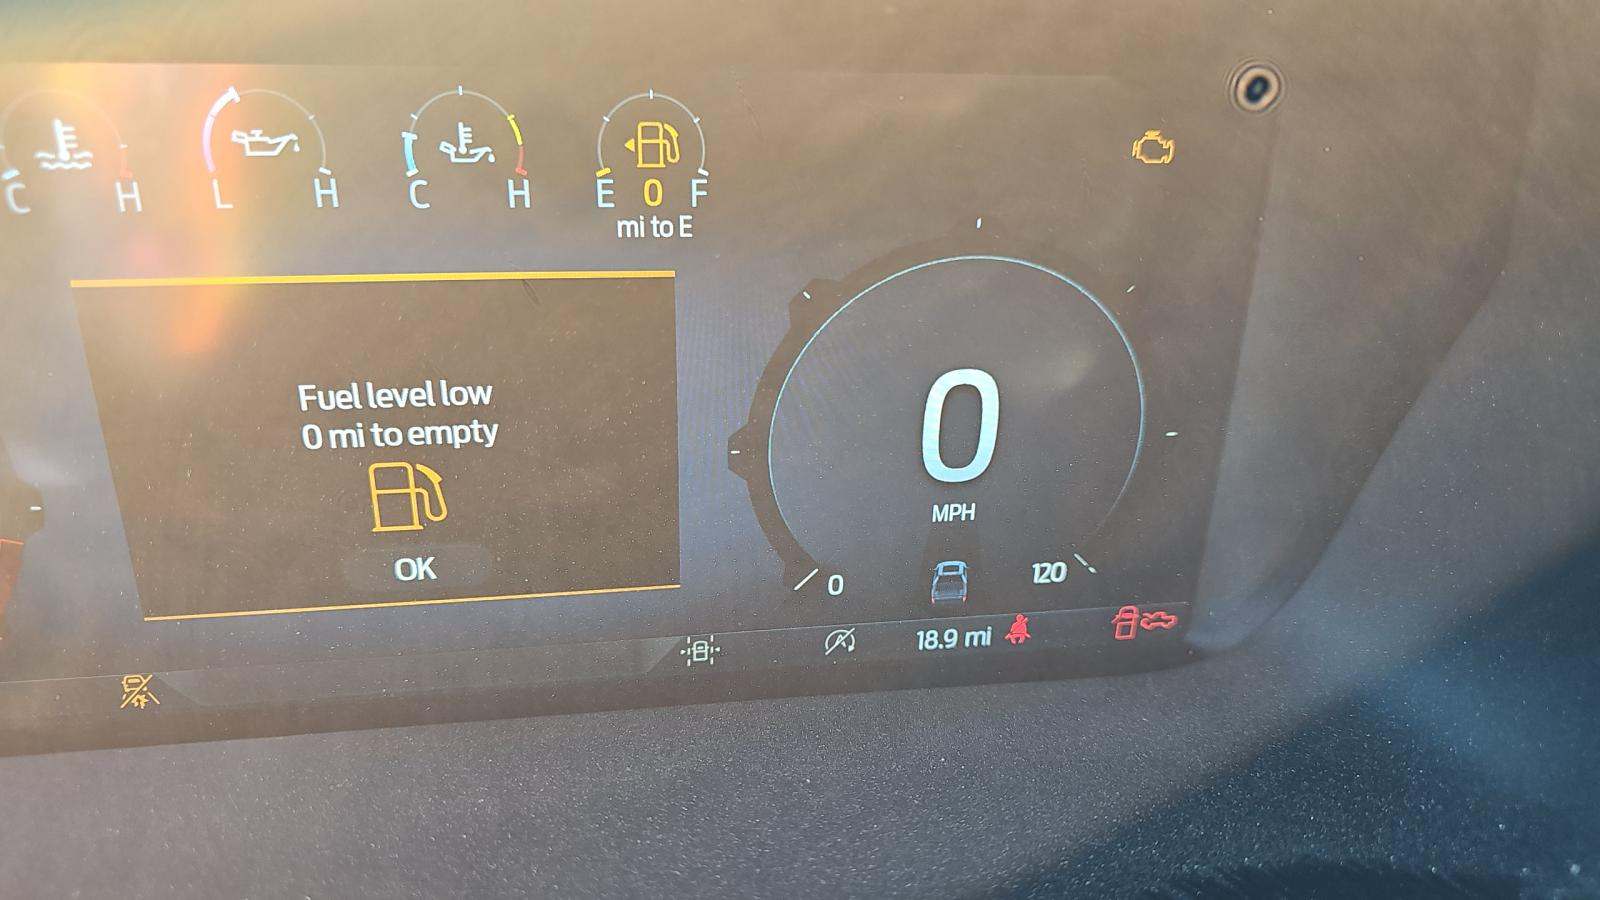 C H
L H
C H
E 0 F
mi to E
Fuel level low
0 mi to empty
OK
0
MPH
0 120
18.9 mi